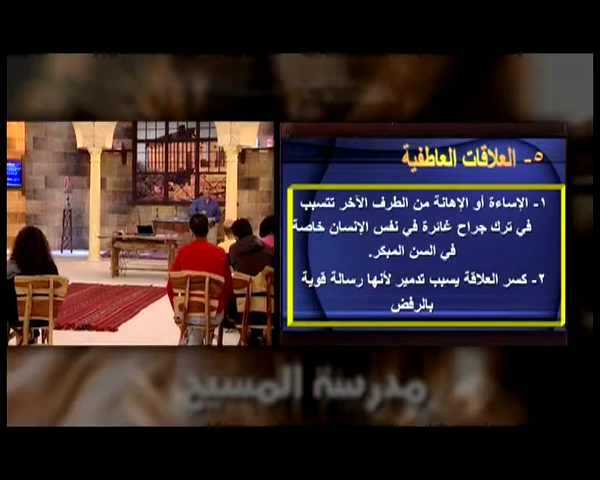 ٥- العلاقات العاطفية
١- الإساءة أو الإهانة من الطرف الآخر تتسبب
في ترك جراح غائرة في نفس الإنسان خاصة
في السن المبكر.
٢- كسر العلاقة يسبب تدمير لأنها رسالة قوية
بالرفض
مدرسة المسيح